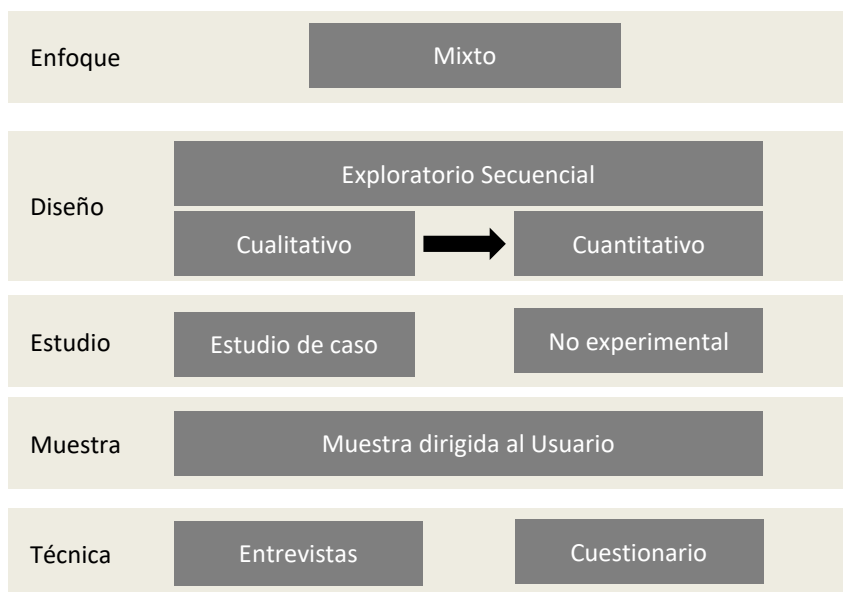 Enfoque
Mixto
Diseño
Exploratorio Secuencial
Cualitativo
Cuantitativo
Estudio
Estudio de caso
No experimental
Muestra
Muestra dirigida al Usuario
Técnica
Entrevistas
Cuestionario